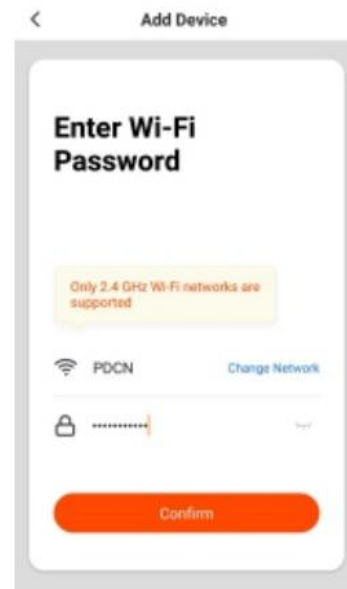 Add Device
Enter Wi-Fi
Password
Only 2.4 GHz Wi-Fi networks are
supported
PDCN
Change Network
Confirm